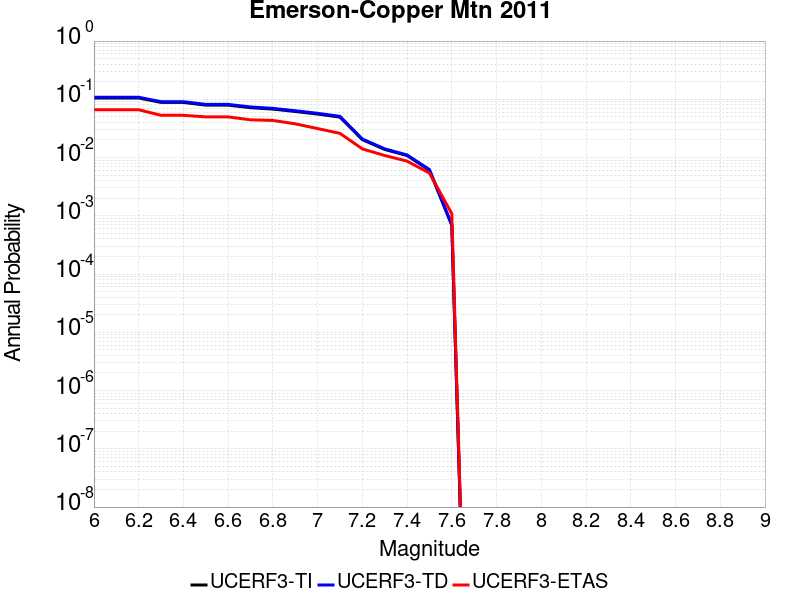 Emerson-Copper Mtn 2011
10^0
10^-1
10^-2
10^-3
10^-4
10^-5
10^-6
10^-7
10^-8
Annual Probability
6 6.2 6.4 6.6 6.8 7 7.2 7.4 7.6 7.8 8 8.2 8.4 8.6 8.8 9
Magnitude
UCERF3-TI UCERF3-TD UCERF3-ETAS